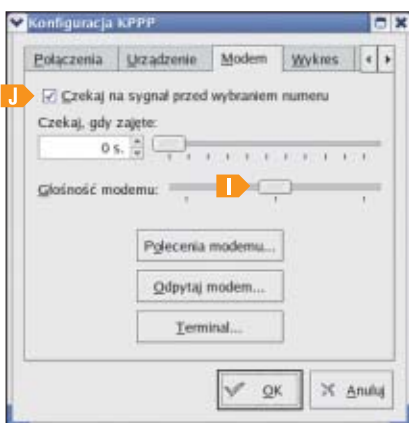 Konfiguracja KPPP
Połączenia Urządzenie Modem Wykres
J Czekaj na sygnał przed wybraniem numeru
Czekaj, gdy zajęte:
0 s.
Głośność modemu: I
Polecenia modemu...
Odpytaj modem...
Terminal...
OK Anuluj